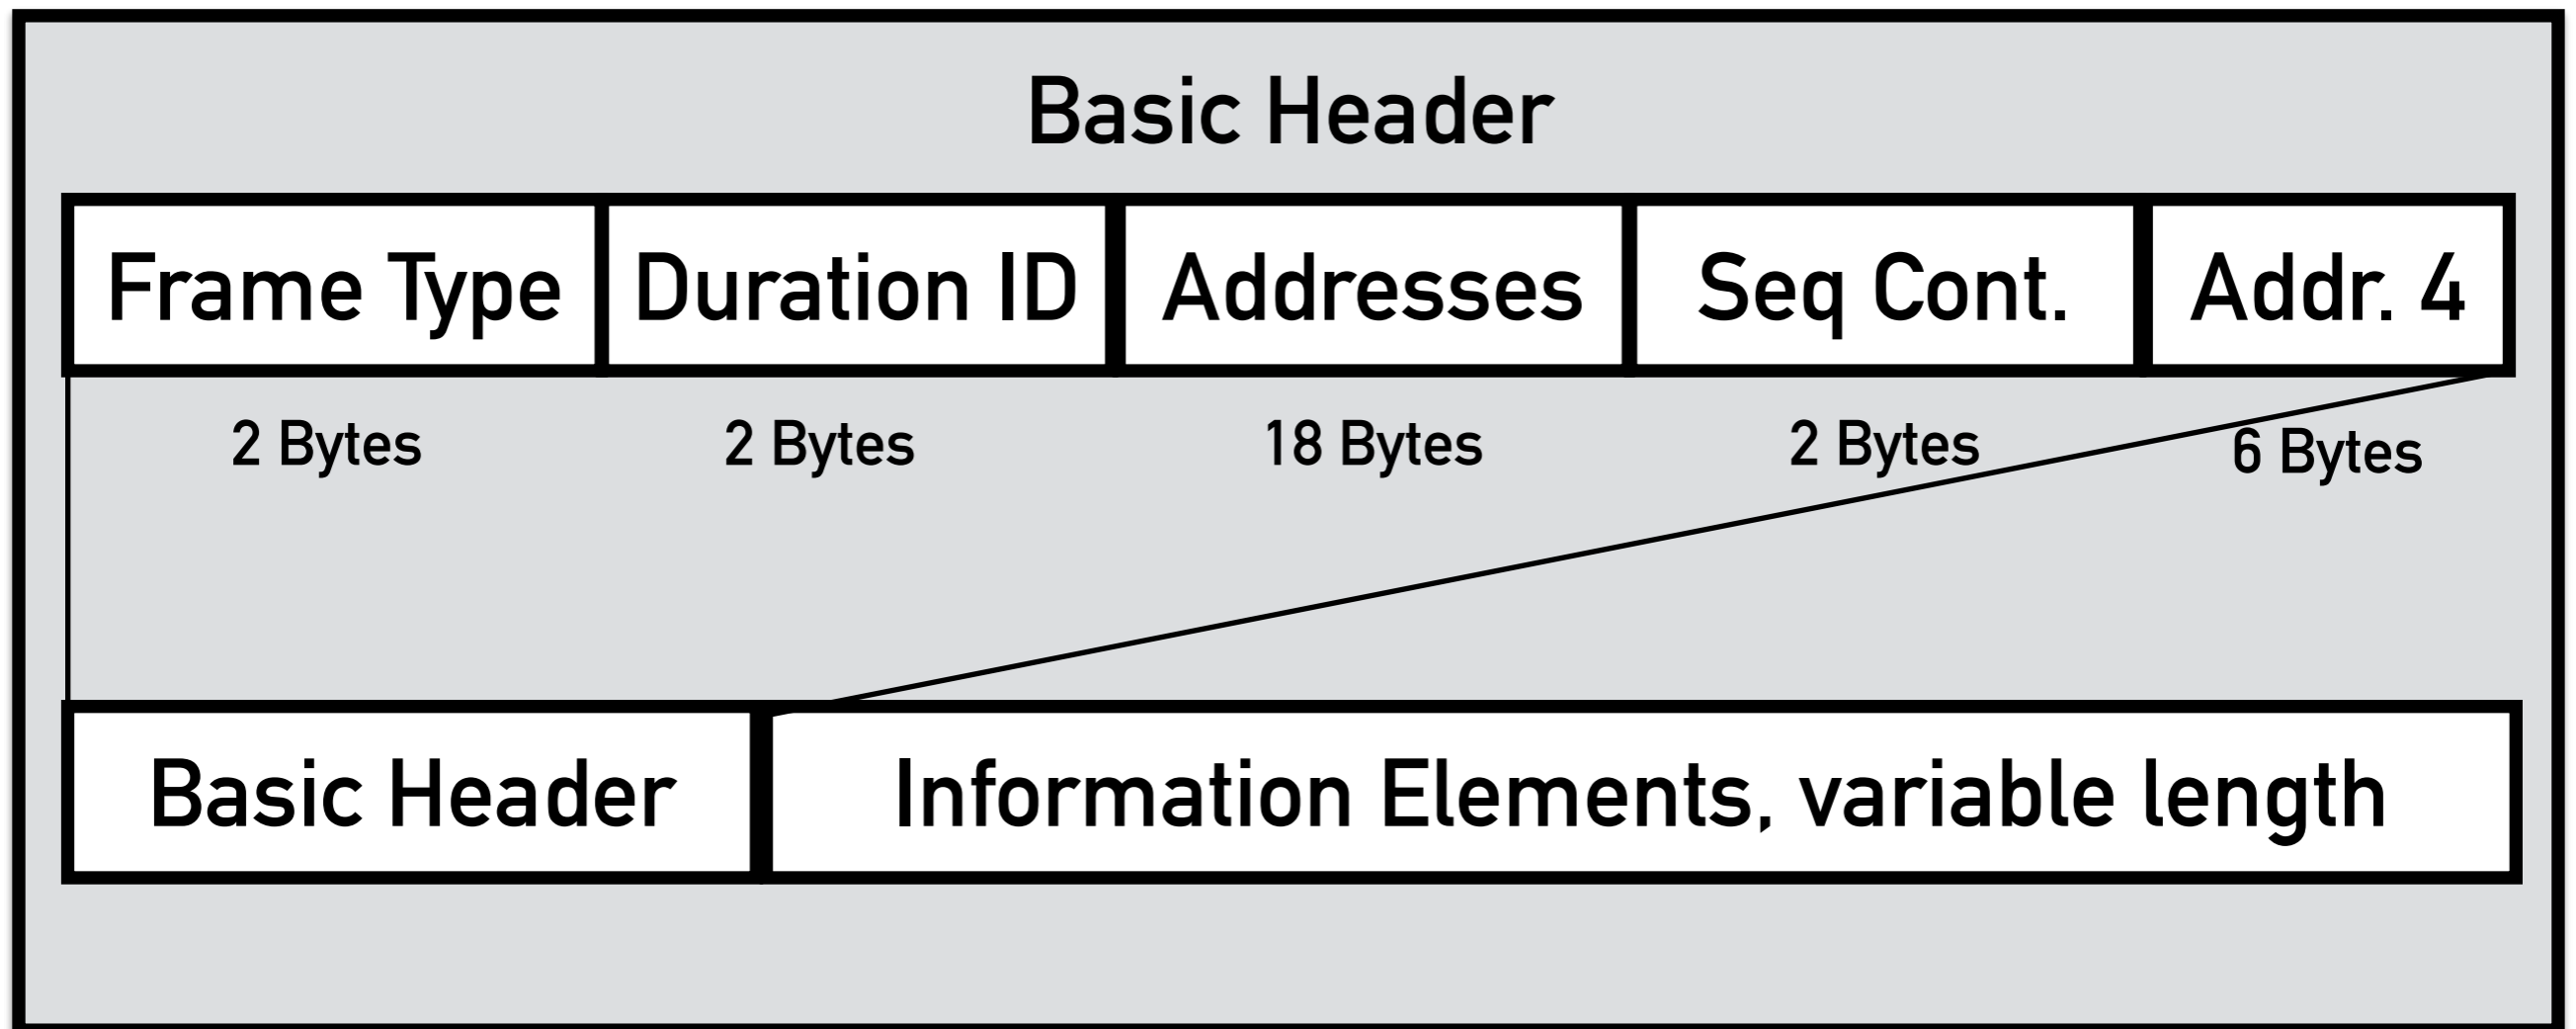 Basic Header
Frame Type Duration ID Addresses Seq Cont. Addr. 4
2 Bytes 2 Bytes 18 Bytes 2 Bytes 6 Bytes
Basic Header Information Elements, variable length